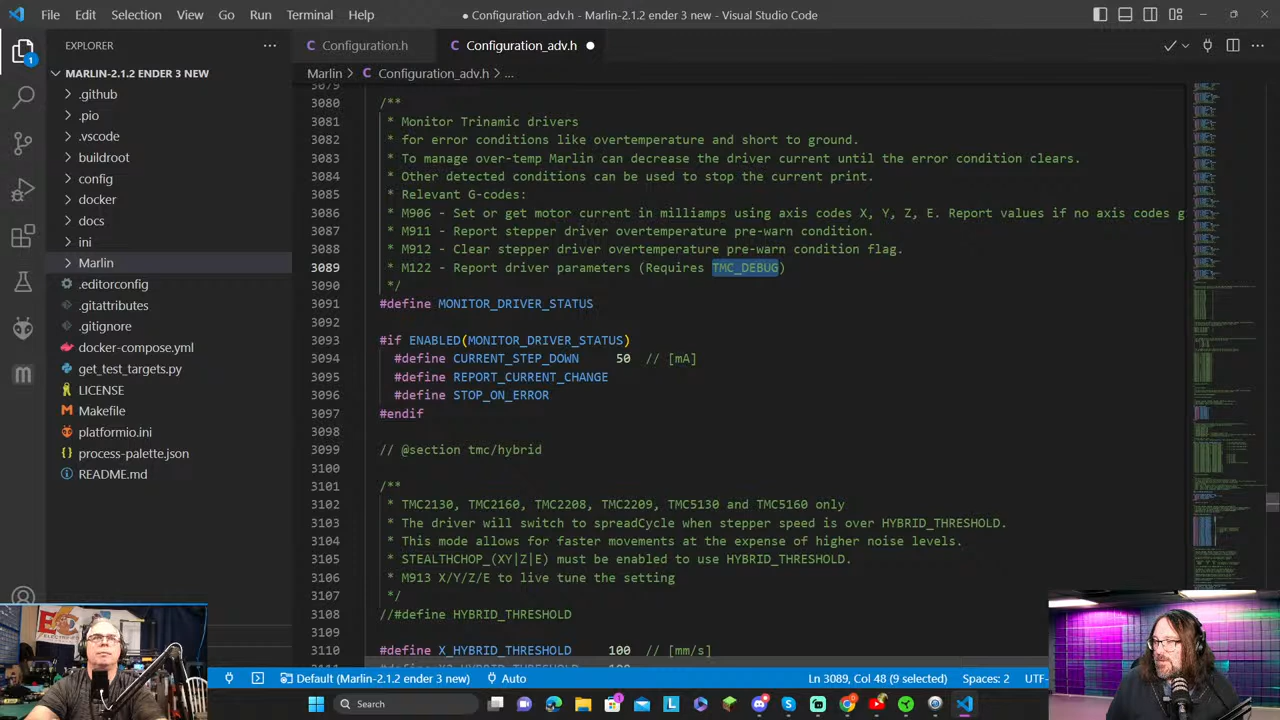 File Edit Selection View Go Run Terminal Help
● Configuration_adv.h - Marlin-2.1.2 ender 3 new - Visual Studio Code
EXPLORER
MARLIN-2.1.2 ENDER 3 NEW
.github
.pio
.vscode
buildroot
config
docker
docs
ini
Marlin
.editorconfig
.gitattributes
.gitignore
docker-compose.yml
get_test_targets.py
LICENSE
Makefile
platformio.ini
process-palette.json
README.md
1
C Configuration.h
C Configuration_adv.h ●
Marlin > C Configuration_adv.h > ...
3079
3080 /**
3081 * Monitor Trinamic drivers
3082 * for error conditions like overtemperature and short to ground.
3083 * To manage over-temp Marlin can decrease the driver current until the error condition clears.
3084 * Other detected conditions can be used to stop the current print.
3085 * Relevant G-codes:
3086 * M906 - Set or get motor current in milliamps using axis codes X, Y, Z, E. Report values if no axis codes g
3087 * M911 - Report stepper driver overtemperature pre-warn condition.
3088 * M912 - Clear stepper driver overtemperature pre-warn condition flag.
3089 * M122 - Report driver parameters (Requires TMC_DEBUG)
3090 */
3091 #define MONITOR_DRIVER_STATUS
3092
3093 #if ENABLED(MONITOR_DRIVER_STATUS)
3094 #define CURRENT_STEP_DOWN 50 // [mA]
3095 #define REPORT_CURRENT_CHANGE
3096 #define STOP_ON_ERROR
3097 #endif
3098
3099 // @section tmc/hybrid
3100
3101 /**
3102 * TMC2130, TMC2160, TMC2208, TMC2209, TMC5130 and TMC5160 only
3103 * The driver will switch to spreadCycle when stepper speed is over HYBRID_THRESHOLD.
3104 * This mode allows for faster movements at the expense of higher noise levels.
3105 * STEALTHCHOP_(XY|Z|E) must be enabled to use HYBRID_THRESHOLD.
3106 * M913 X/Y/Z/E to live tune the setting
3107 */
3108 //#define HYBRID_THRESHOLD
3109
3110 #define X_HYBRID_THRESHOLD 100 // [mm/s]
3111 #define X2_HYBRID_THRESHOLD 100
Default (Marlin-2.1.2 ender 3 new) Auto
Ln 3089, Col 48 (9 selected) Spaces: 2 UTF-
Search